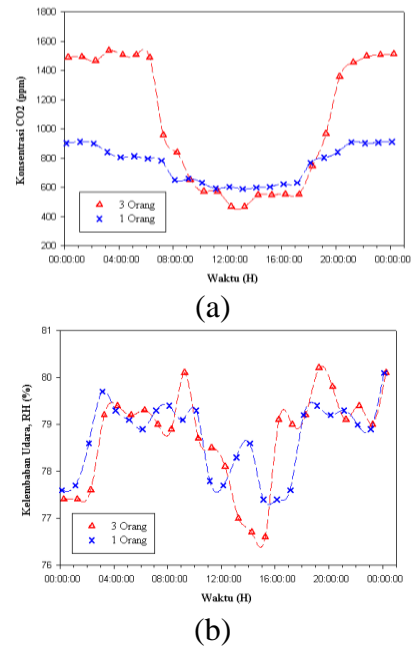 1800
1600
1400
1200
1000
800
600
400
200
Konsentrasi CO2 (ppm)
3 Orang
1 Orang
00:00:00 04:00:00 08:00:00 12:00:00 16:00:00 20:00:00 00:00:00
Waktu (H)
(a)
81
80
79
78
77
76
Kelembaban Udara, RH (%)
3 Orang
1 Orang
00:00:00 04:00:00 08:00:00 12:00:00 16:00:00 20:00:00 00:00:00
Waktu (H)
(b)